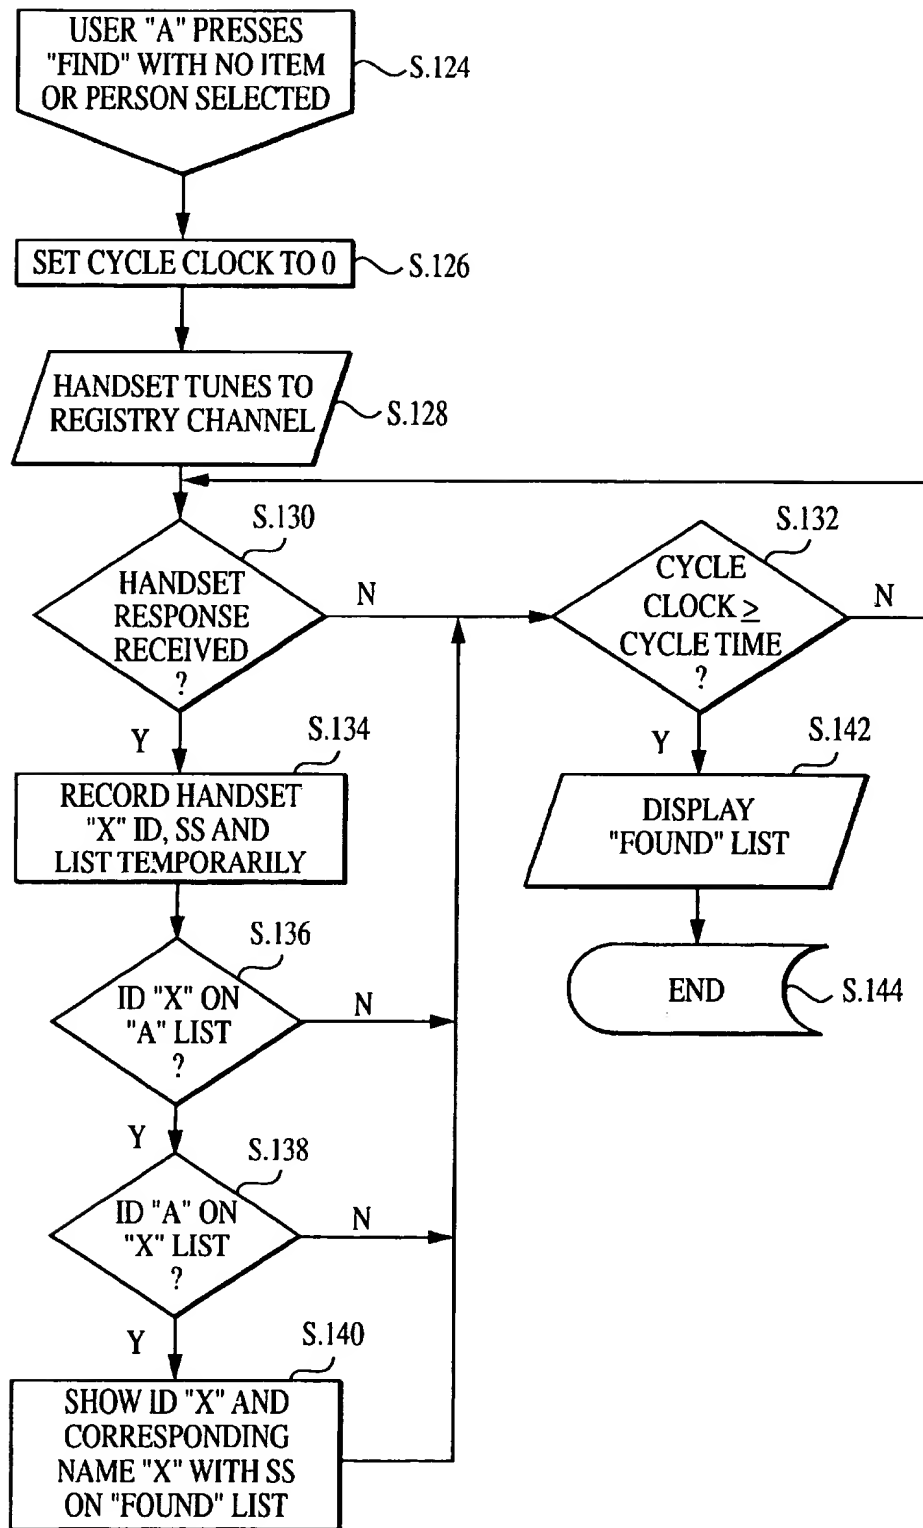 USER "A" PRESSES
"FIND" WITH NO ITEM
OR PERSON SELECTED
S.124
SET CYCLE CLOCK TO 0
S.126
HANDSET TUNES TO
REGISTRY CHANNEL
S.128
S.130
HANDSET
RESPONSE
RECEIVED
?
N
Y
S.132
CYCLE
CLOCK ≥
CYCLE TIME
?
N
Y
S.134
RECORD HANDSET
"X" ID, SS AND
LIST TEMPORARILY
S.142
DISPLAY
"FOUND" LIST
S.136
ID "X" ON
"A" LIST
?
N
Y
END
S.144
S.138
ID "A" ON
"X" LIST
?
N
Y
S.140
SHOW ID "X" AND
CORRESPONDING
NAME "X" WITH SS
ON "FOUND" LIST